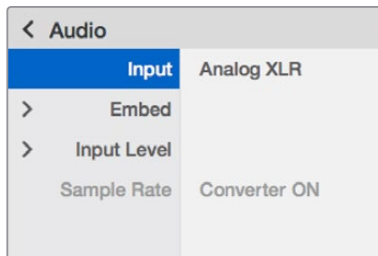 < Audio
Input Analog XLR
> Embed
> Input Level
Sample Rate Converter ON